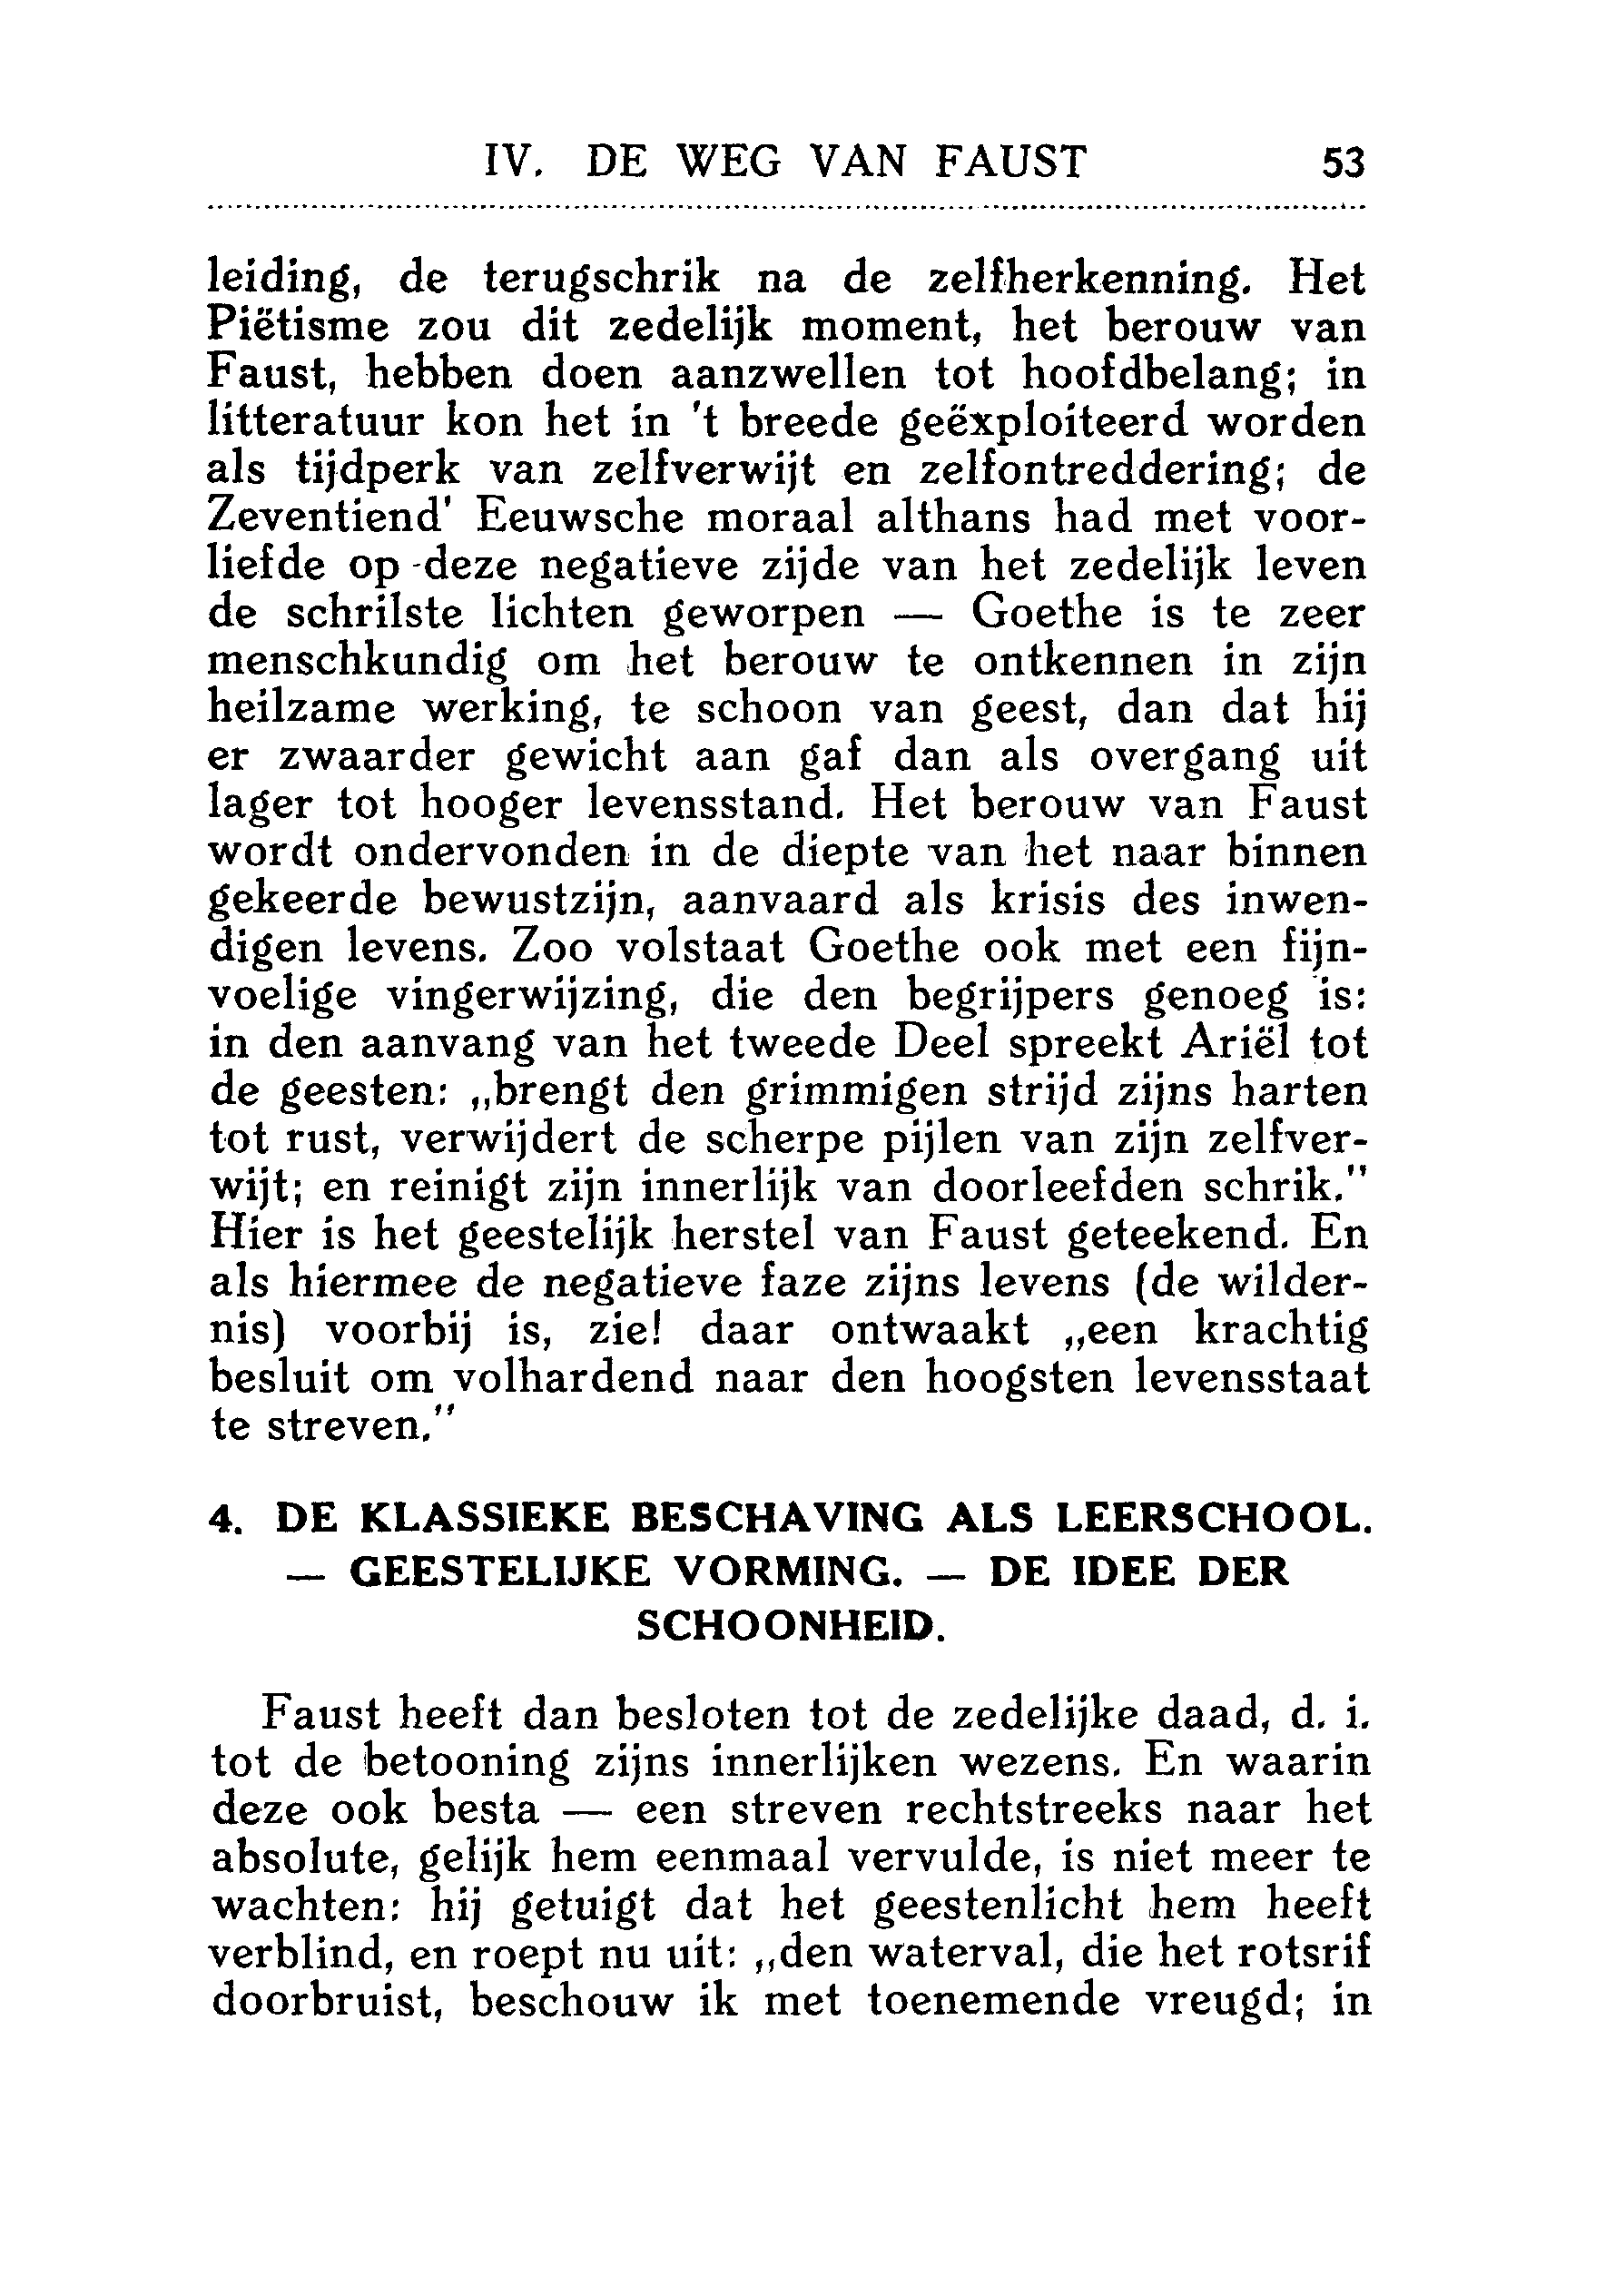 IV. DE WEG VAN FAUST 53
leiding, de terugschrik na de zelfherkenning. Het
Piëtisme zou dit zedelijk moment, het berouw van
Faust, hebben doen aanzwellen tot hoofdbelang; in
litteratuur kon het in 't breede geëxploiteerd worden
als tijdperk van zelfverwijt en zelfontreddering; de
Zeventiend' Eeuwsche moraal althans had met voor-
liefde op deze negatieve zijde van het zedelijk leven
de schrilste lichten geworpen — Goethe is te zeer
menschkundig om het berouw te ontkennen in zijn
heilzame werking, te schoon van geest, dan dat hij
er zwaarder gewicht aan gaf dan als overgang uit
lager tot hooger levensstand. Het berouw van Faust
wordt ondervonden in de diepte van het naar binnen
gekeerde bewustzijn, aanvaard als krisis des inwen-
digen levens. Zoo volstaat Goethe ook met een fijn-
voelige vingerwijzing, die den begrijpers genoeg is:
in den aanvang van het tweede Deel spreekt Ariël tot
de geesten: „brengt den grimmigen strijd zijns harten
tot rust, verwijdert de scherpe pijlen van zijn zelfver-
wijt; en reinigt zijn innerlijk van doorleefden schrik."
Hier is het geestelijk herstel van Faust geteekend. En
als hiermee de negatieve faze zijns levens (de wilder-
nis) voorbij is, zie! daar ontwaakt „een krachtig
besluit om volhardend naar den hoogsten levensstaat
te streven."
4. DE KLASSIEKE BESCHAVING ALS LEERSCHOOL.
— GEESTELIJKE VORMING. — DE IDEE DER
SCHOONHEID.
Faust heeft dan besloten tot de zedelijke daad, d. i.
tot de betooning zijns innerlijken wezens. En waarin
deze ook besta — een streven rechtstreeks naar het
absolute, gelijk hem eenmaal vervulde, is niet meer te
wachten: hij getuigt dat het geestenlicht hem heeft
verblind, en roept nu uit: „den waterval, die het rotsrif
doorbruist, beschouw ik met toenemende vreugd; in